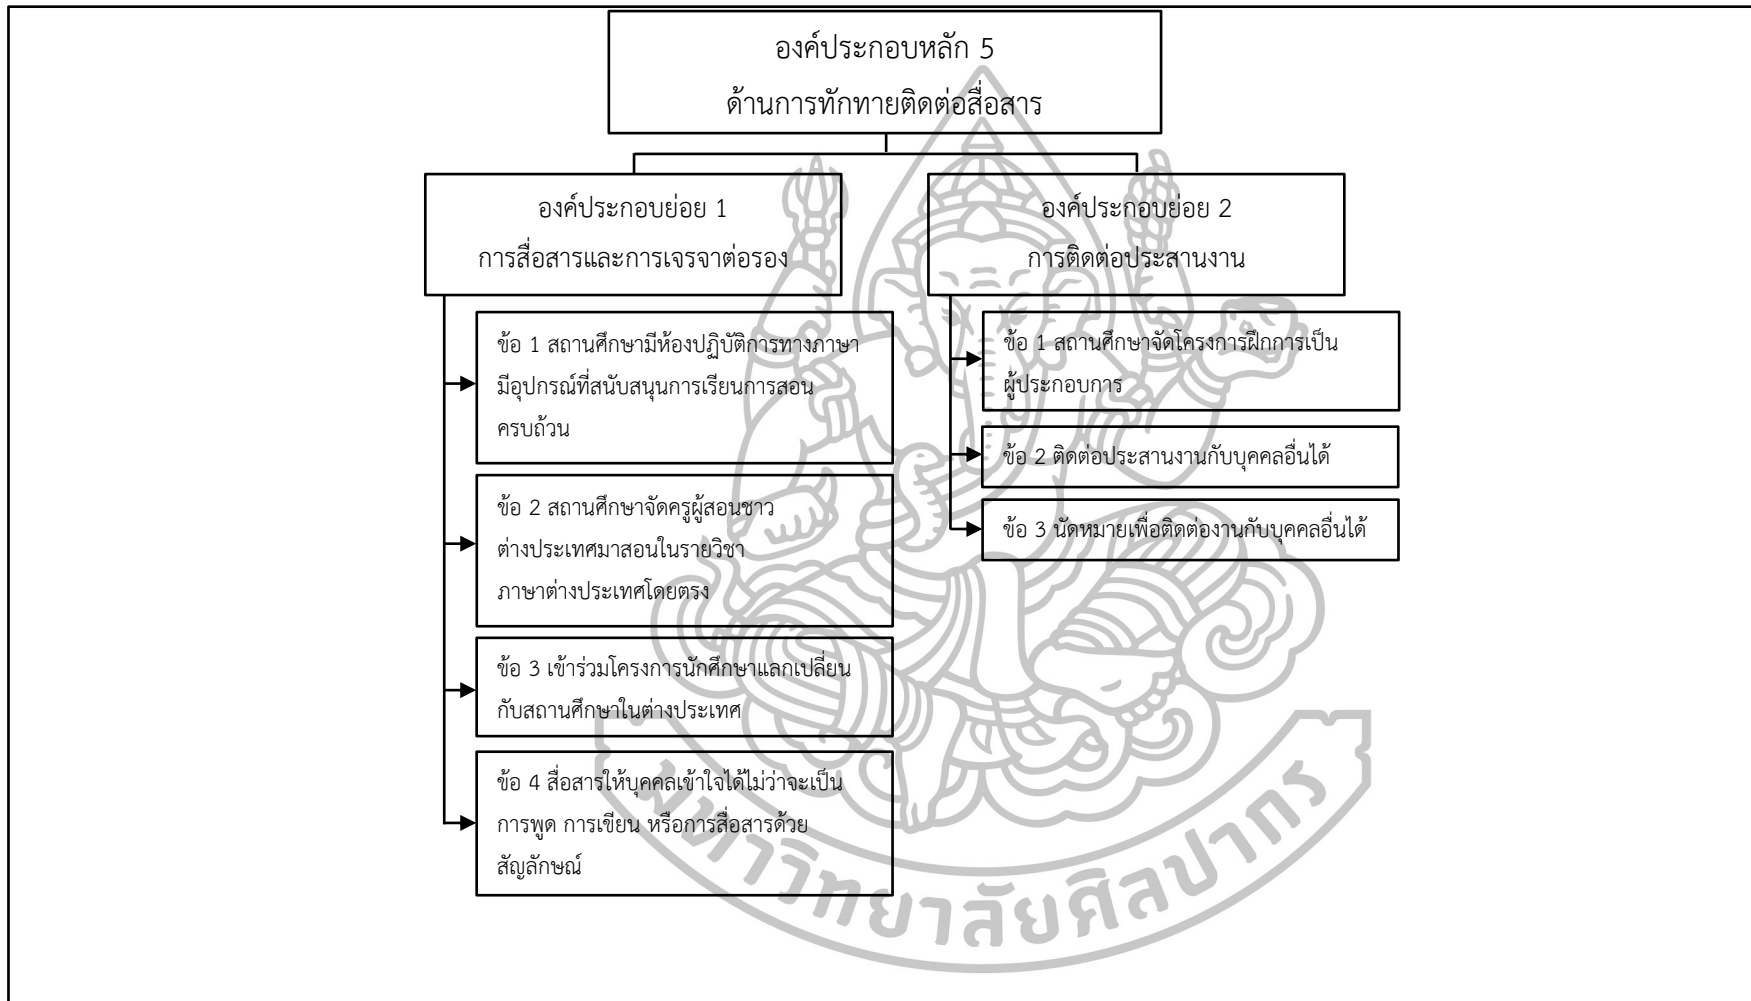 องค์ประกอบหลัก 5
ด้านการทักทายติดต่อสื่อสาร
องค์ประกอบย่อย 1
การสื่อสารและการเจรจาต่อรอง
ข้อ 1 สถานศึกษามีห้องปฏิบัติการทางภาษา
มีอุปกรณ์ที่สนับสนุนการเรียนการสอน
ครบถ้วน
ข้อ 2 สถานศึกษาจัดครูผู้สอนชาว
ต่างประเทศมาสอนในรายวิชา
ภาษาต่างประเทศโดยตรง
ข้อ 3 เข้าร่วมโครงการนักศึกษาแลกเปลี่ยน
กับสถานศึกษาในต่างประเทศ
ข้อ 4 สื่อสารให้บุคคลเข้าใจได้ไม่ว่าจะเป็น
การพูด การเขียน หรือการสื่อสารด้วย
สัญลักษณ์
องค์ประกอบย่อย 2
การติดต่อประสานงาน
ข้อ 1 สถานศึกษาจัดโครงการฝึกการเป็น
ผู้ประกอบการ
ข้อ 2 ติดต่อประสานงานกับบุคคลอื่นได้
ข้อ 3 นัดหมายเพื่อติดต่องานกับบุคคลอื่นได้
มหาวิทยาลัยศิลปากร